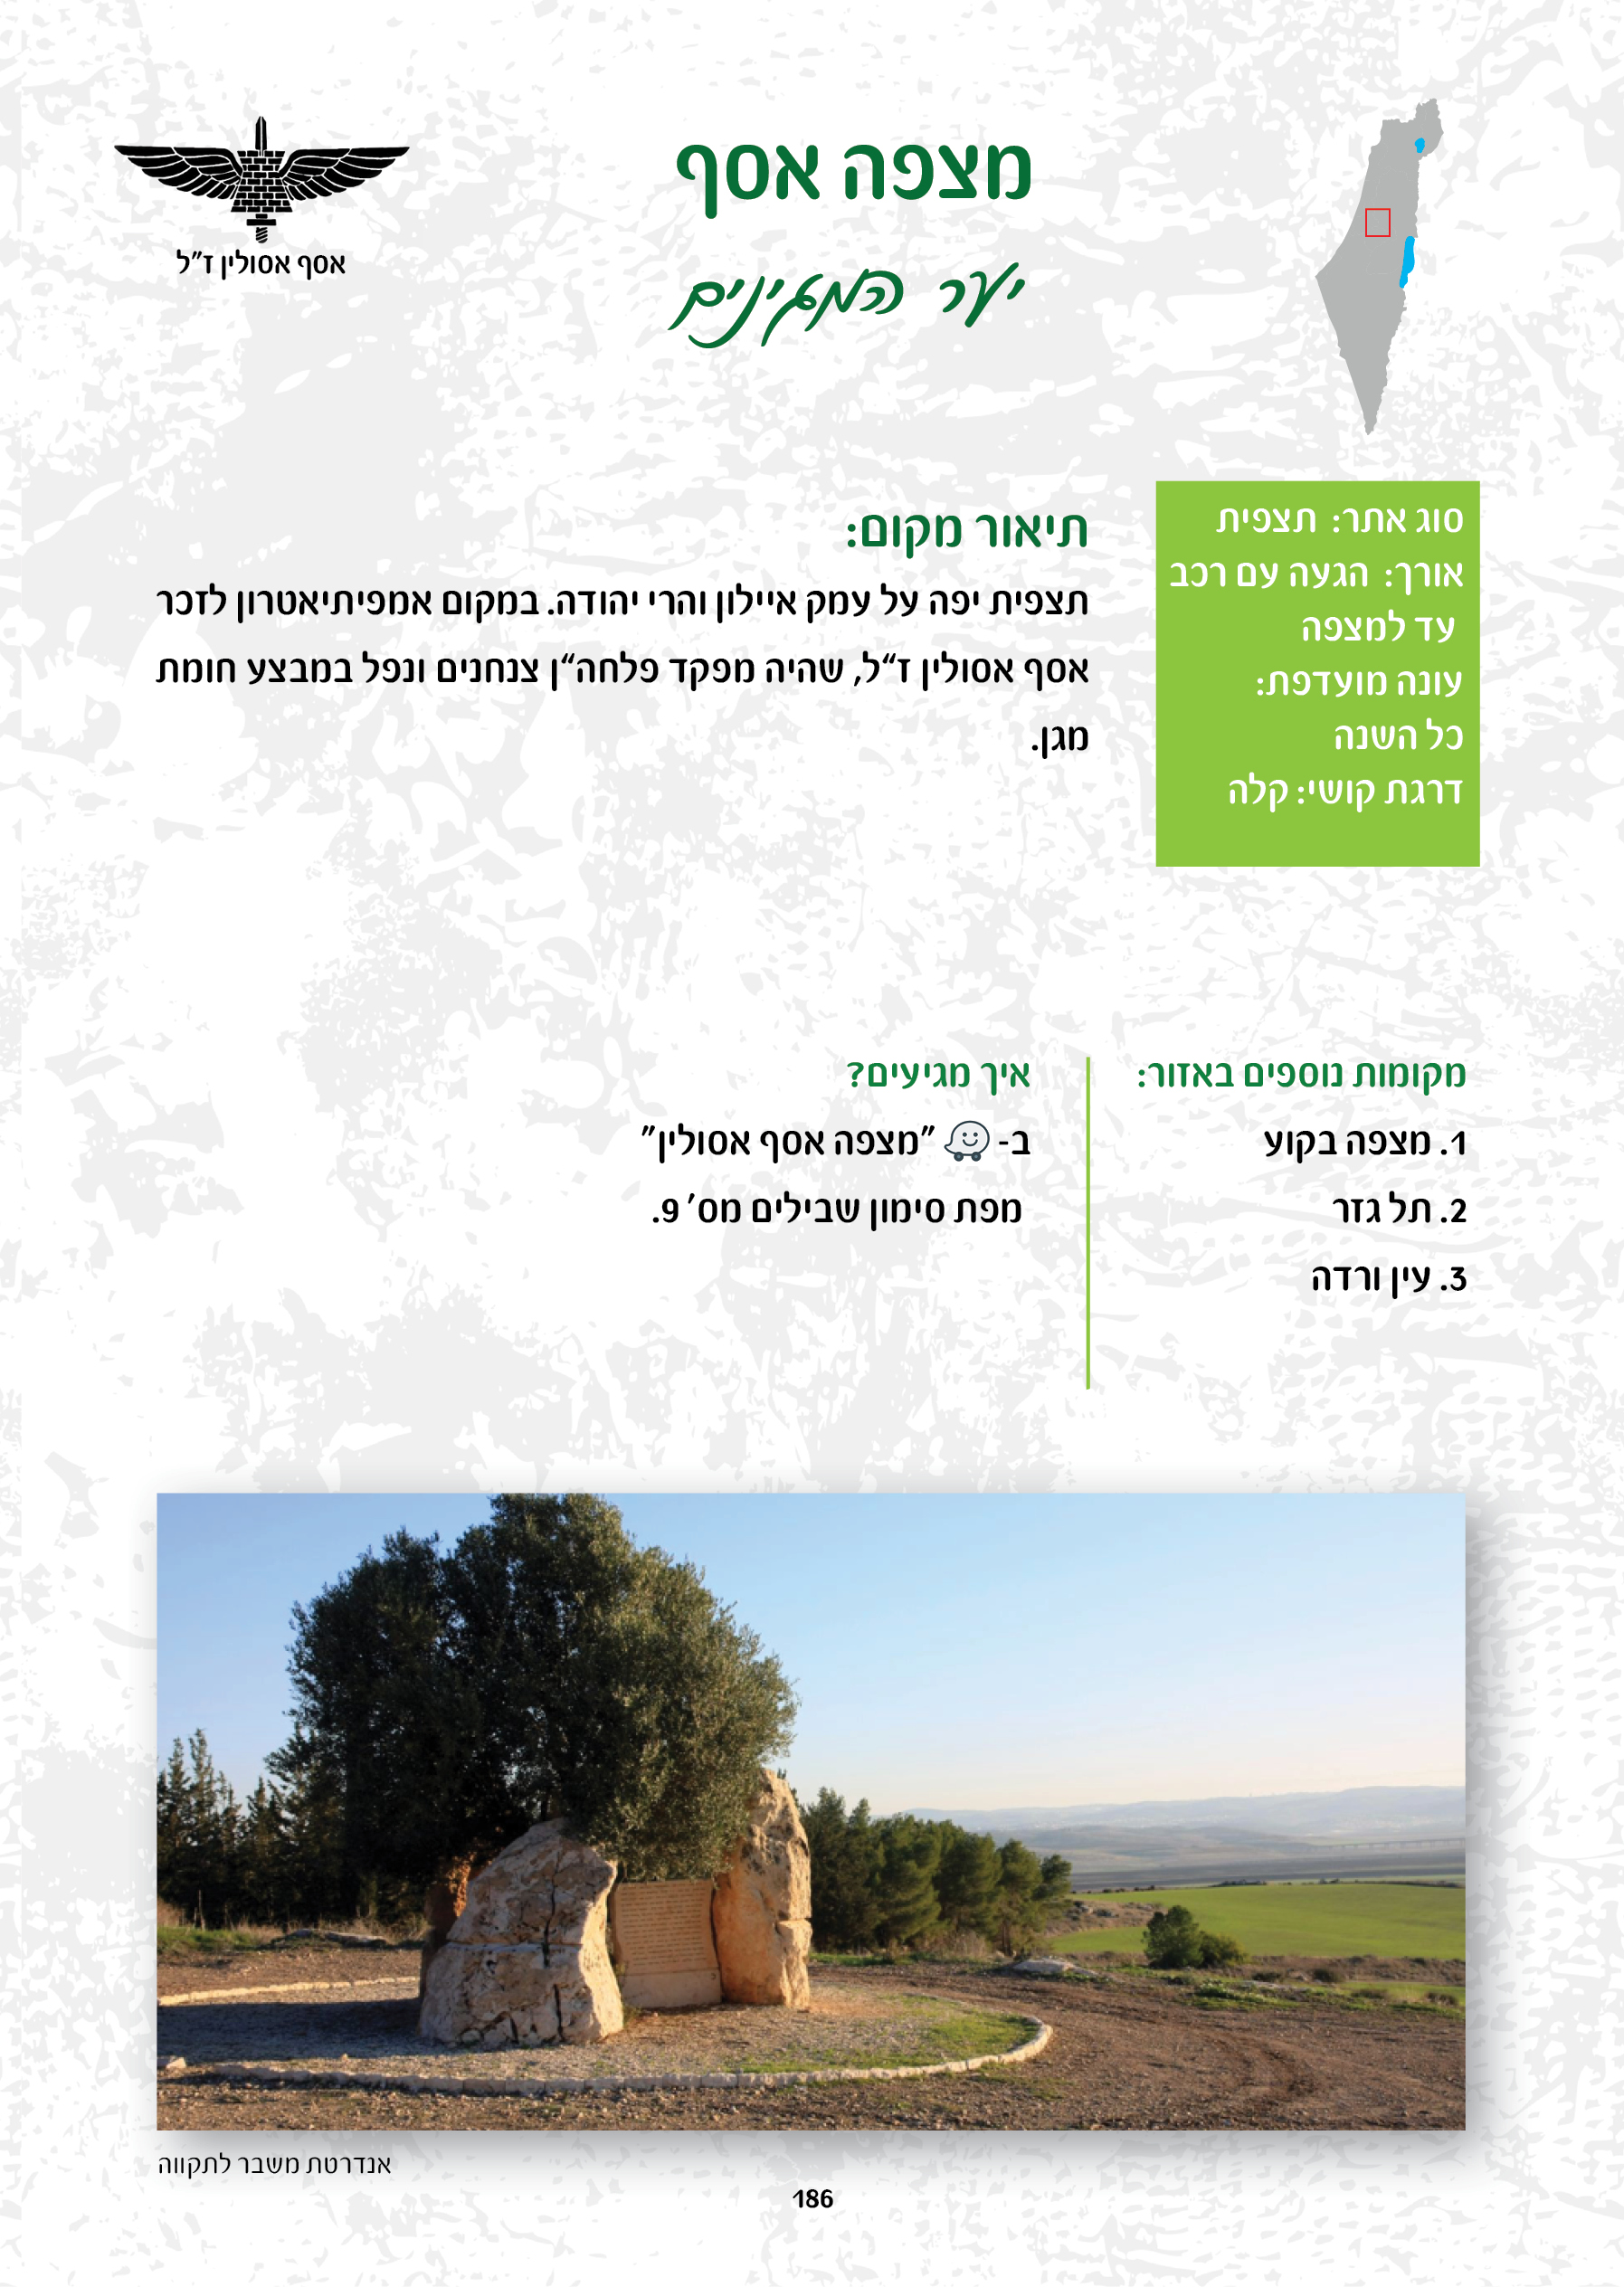 מצפה אסף
יער המגינים
אסף אסולין ז"ל
סוג אתר: תצפית
אורך: הגעה עם רכב
עד למצפה
עונה מועדפת:
כל השנה
דרגת קושי: קלה
תיאור מקום:
תצפית יפה על עמק איילון והרי יהודה. במקום אמפיתיאטרון לזכר
אסף אסולין ז“ל, שהיה מפקד פלחה“ן צנחנים ונפל במבצע חומת
מגן.
מקומות נוספים באזור:
1. מצפה בקוע
2. תל גזר
3. עין ורדה
איך מגיעים?
ב- "מצפה אסף אסולין"
מפת סימון שבילים מס' 9.
אנדרטת משבר לתקווה
186